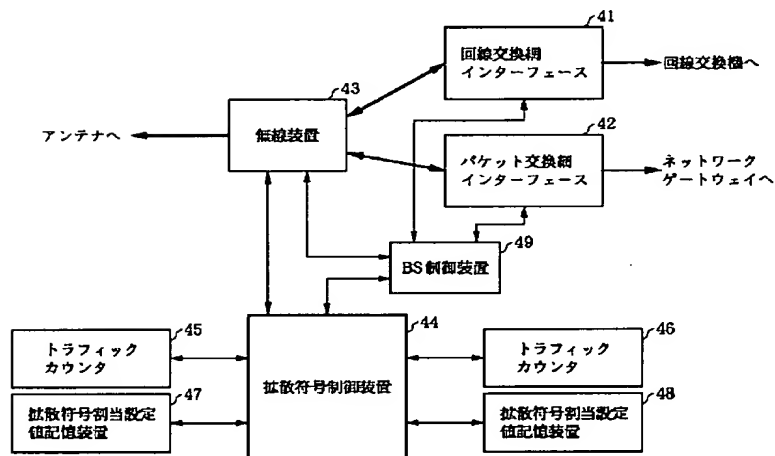 41
回線交換網
インターフェース
回線交換機へ
43
無線装置
アンテナへ
42
パケット交換網
インターフェース
ネットワーク
ゲートウェイへ
49
BS制御装置
44
拡散符号制御装置
45
トラフィック
カウンタ
46
トラフィック
カウンタ
47
拡散符号割当設定
値記憶装置
48
拡散符号割当設定
値記憶装置